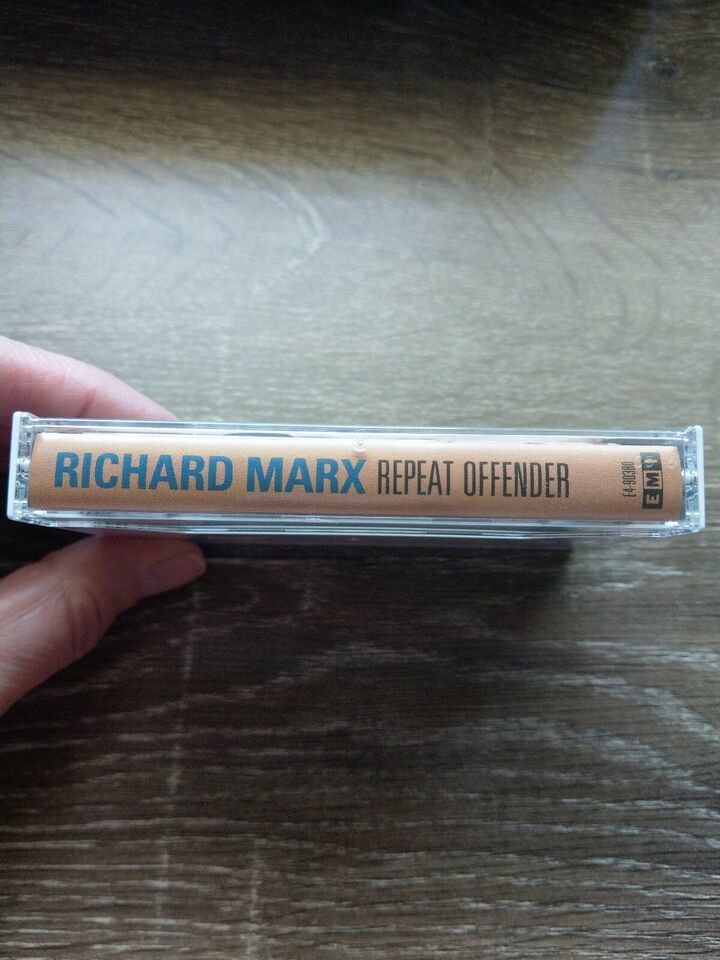 RICHARD MARX REPEAT OFFENDER
E4-90380
EMI